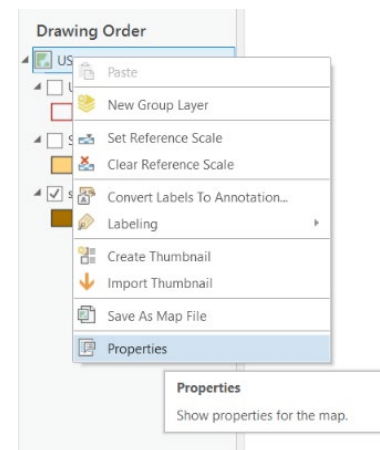 Drawing Order
US
Paste
New Group Layer
Set Reference Scale
Clear Reference Scale
Convert Labels To Annotation...
Labeling
Create Thumbnail
Import Thumbnail
Save As Map File
Properties
Properties
Show properties for the map.